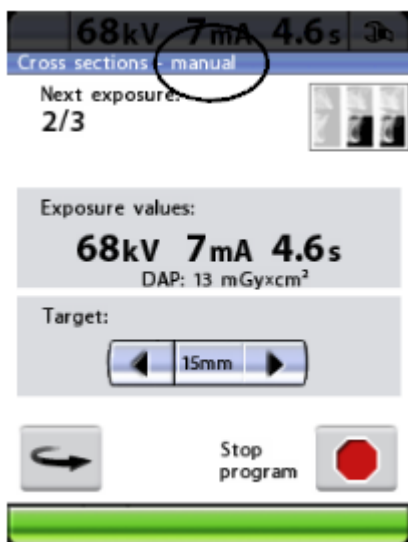 68kV 7mA 4.6s
Cross sections - manual
Next exposure:
2/3
Exposure values:
68kV 7mA 4.6s
DAP: 13 mGy×cm²
Target:
15mm
Stop
program